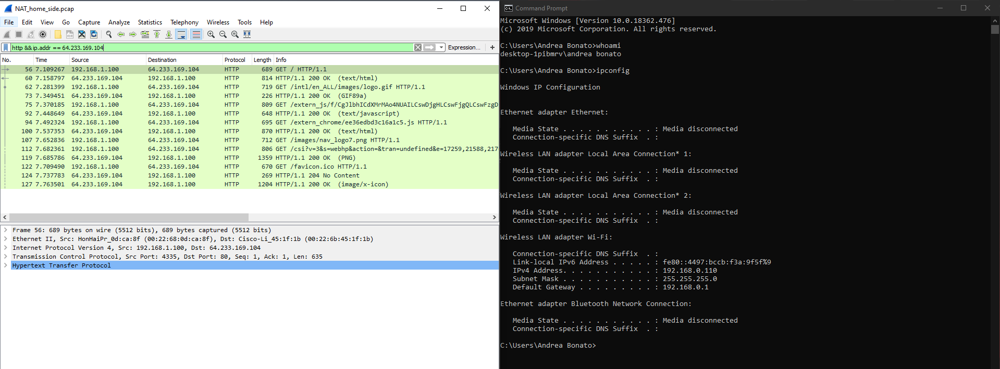 NAT_home_side.pcap
File Edit View Go Capture Analyze Statistics Telephony Wireless Tools Help
http && ip.addr == 64.233.169.104
Expression... +
No. Time Source Destination Protocol Length Info
56 7.109267 192.168.1.100 64.233.169.104 HTTP 689 GET / HTTP/1.1
60 7.158797 64.233.169.104 192.168.1.100 HTTP 814 HTTP/1.1 200 OK (text/html)
62 7.281399 192.168.1.100 64.233.169.104 HTTP 719 GET /intl/en_ALL/images/logo.gif HTTP/1.1
73 7.349451 64.233.169.104 192.168.1.100 HTTP 226 HTTP/1.1 200 OK (GIF89a)
75 7.370185 192.168.1.100 64.233.169.104 HTTP 809 GET /extern_js/f/CgJlbhICdXMrMAo4NUAILCswDjgHLCswFjgQLCswFzgD
92 7.448649 64.233.169.104 192.168.1.100 HTTP 648 HTTP/1.1 200 OK (text/javascript)
94 7.492324 192.168.1.100 64.233.169.104 HTTP 695 GET /extern_chrome/ee36edbd3c16a1c5.js HTTP/1.1
100 7.537353 64.233.169.104 192.168.1.100 HTTP 870 HTTP/1.1 200 OK (text/html)
107 7.652836 192.168.1.100 64.233.169.104 HTTP 712 GET /images/nav_logo7.png HTTP/1.1
112 7.682361 192.168.1.100 64.233.169.104 HTTP 806 GET /csi?v=3&s=webhp&action=&tran=undefined&e=17259,21588,217
119 7.685786 64.233.169.104 192.168.1.100 HTTP 1359 HTTP/1.1 200 OK (PNG)
122 7.709490 192.168.1.100 64.233.169.104 HTTP 670 GET /favicon.ico HTTP/1.1
124 7.737783 64.233.169.104 192.168.1.100 HTTP 269 HTTP/1.1 204 No Content
127 7.763501 64.233.169.104 192.168.1.100 HTTP 1204 HTTP/1.1 200 OK (image/x-icon)
Frame 56: 689 bytes on wire (5512 bits), 689 bytes captured (5512 bits)
Ethernet II, Src: HonHaiPr_0d:ca:8f (00:22:68:0d:ca:8f), Dst: Cisco-Li_45:1f:1b (00:22:6b:45:1f:1b)
Internet Protocol Version 4, Src: 192.168.1.100, Dst: 64.233.169.104
Transmission Control Protocol, Src Port: 4335, Dst Port: 80, Seq: 1, Ack: 1, Len: 635
Hypertext Transfer Protocol
Command Prompt
Microsoft Windows [Version 10.0.18362.476]
(c) 2019 Microsoft Corporation. All rights reserved.
C:\Users\Andrea Bonato>whoami
desktop-1pibmrv\andrea bonato
C:\Users\Andrea Bonato>ipconfig
Windows IP Configuration
Ethernet adapter Ethernet:
Media State . . . . . . . . . . . : Media disconnected
Connection-specific DNS Suffix . :
Wireless LAN adapter Local Area Connection* 1:
Media State . . . . . . . . . . . : Media disconnected
Connection-specific DNS Suffix . :
Wireless LAN adapter Local Area Connection* 2:
Media State . . . . . . . . . . . : Media disconnected
Connection-specific DNS Suffix . :
Wireless LAN adapter Wi-Fi:
Connection-specific DNS Suffix . :
Link-local IPv6 Address . . . . . : fe80::4497:bccb:f3a:9f5f%9
IPv4 Address. . . . . . . . . . . : 192.168.0.110
Subnet Mask . . . . . . . . . . . : 255.255.255.0
Default Gateway . . . . . . . . . : 192.168.0.1
Ethernet adapter Bluetooth Network Connection:
Media State . . . . . . . . . . . : Media disconnected
Connection-specific DNS Suffix . :
C:\Users\Andrea Bonato>